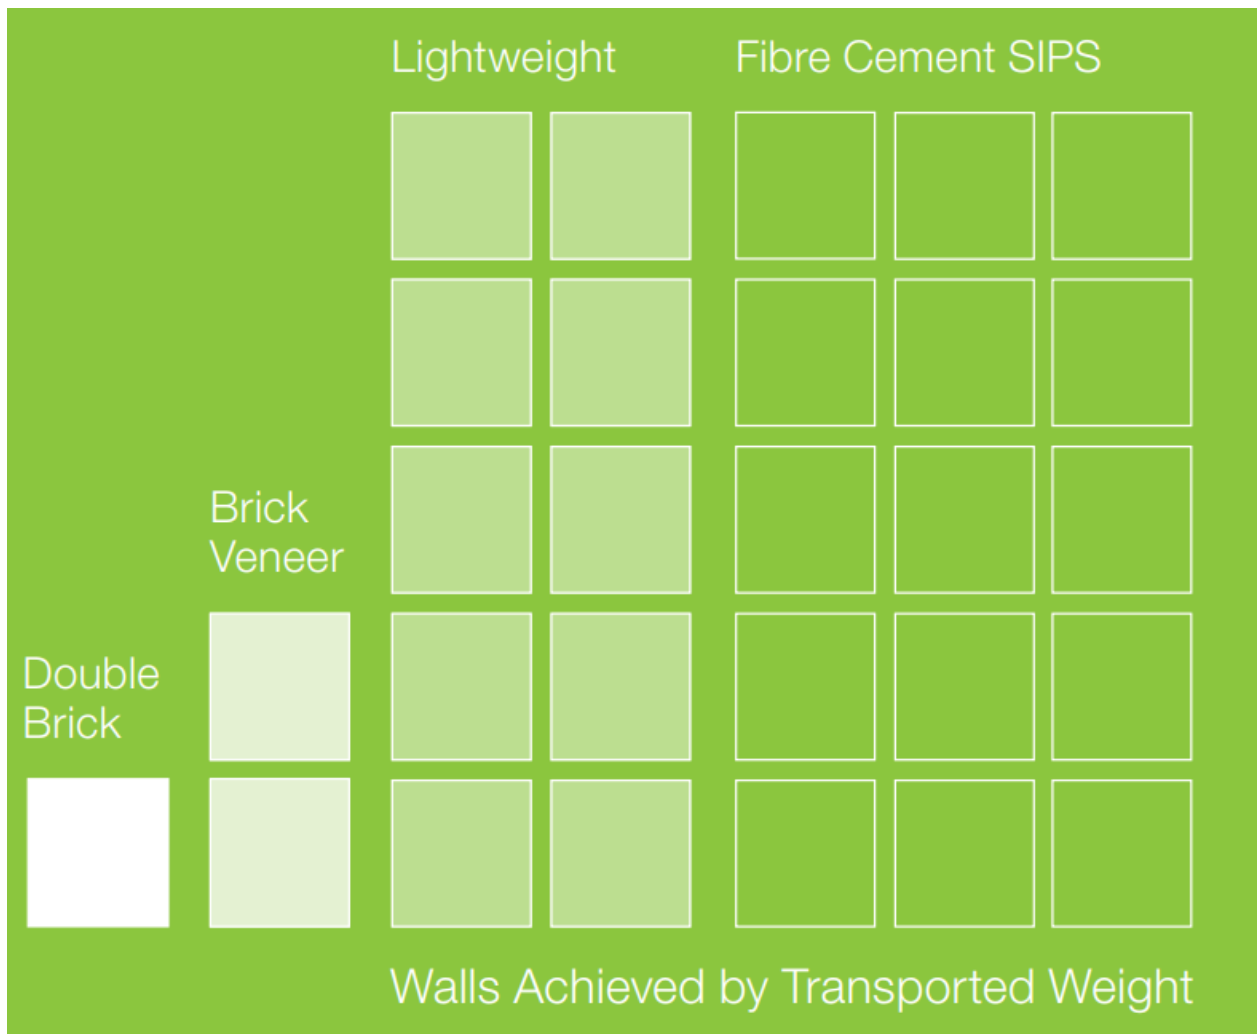 Lightweight
Fibre Cement SIPS
Brick
Veneer
Double
Brick
Walls Achieved by Transported Weight